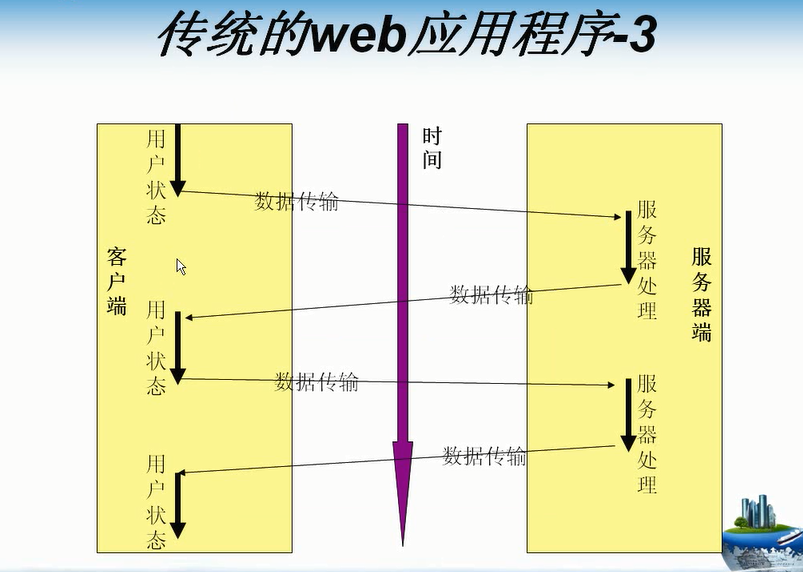 传统的web应用程序-3
时间
用户状态
数据传输
服务器处理
客户端
服务器端
数据传输
用户状态
数据传输
服务器处理
数据传输
用户状态